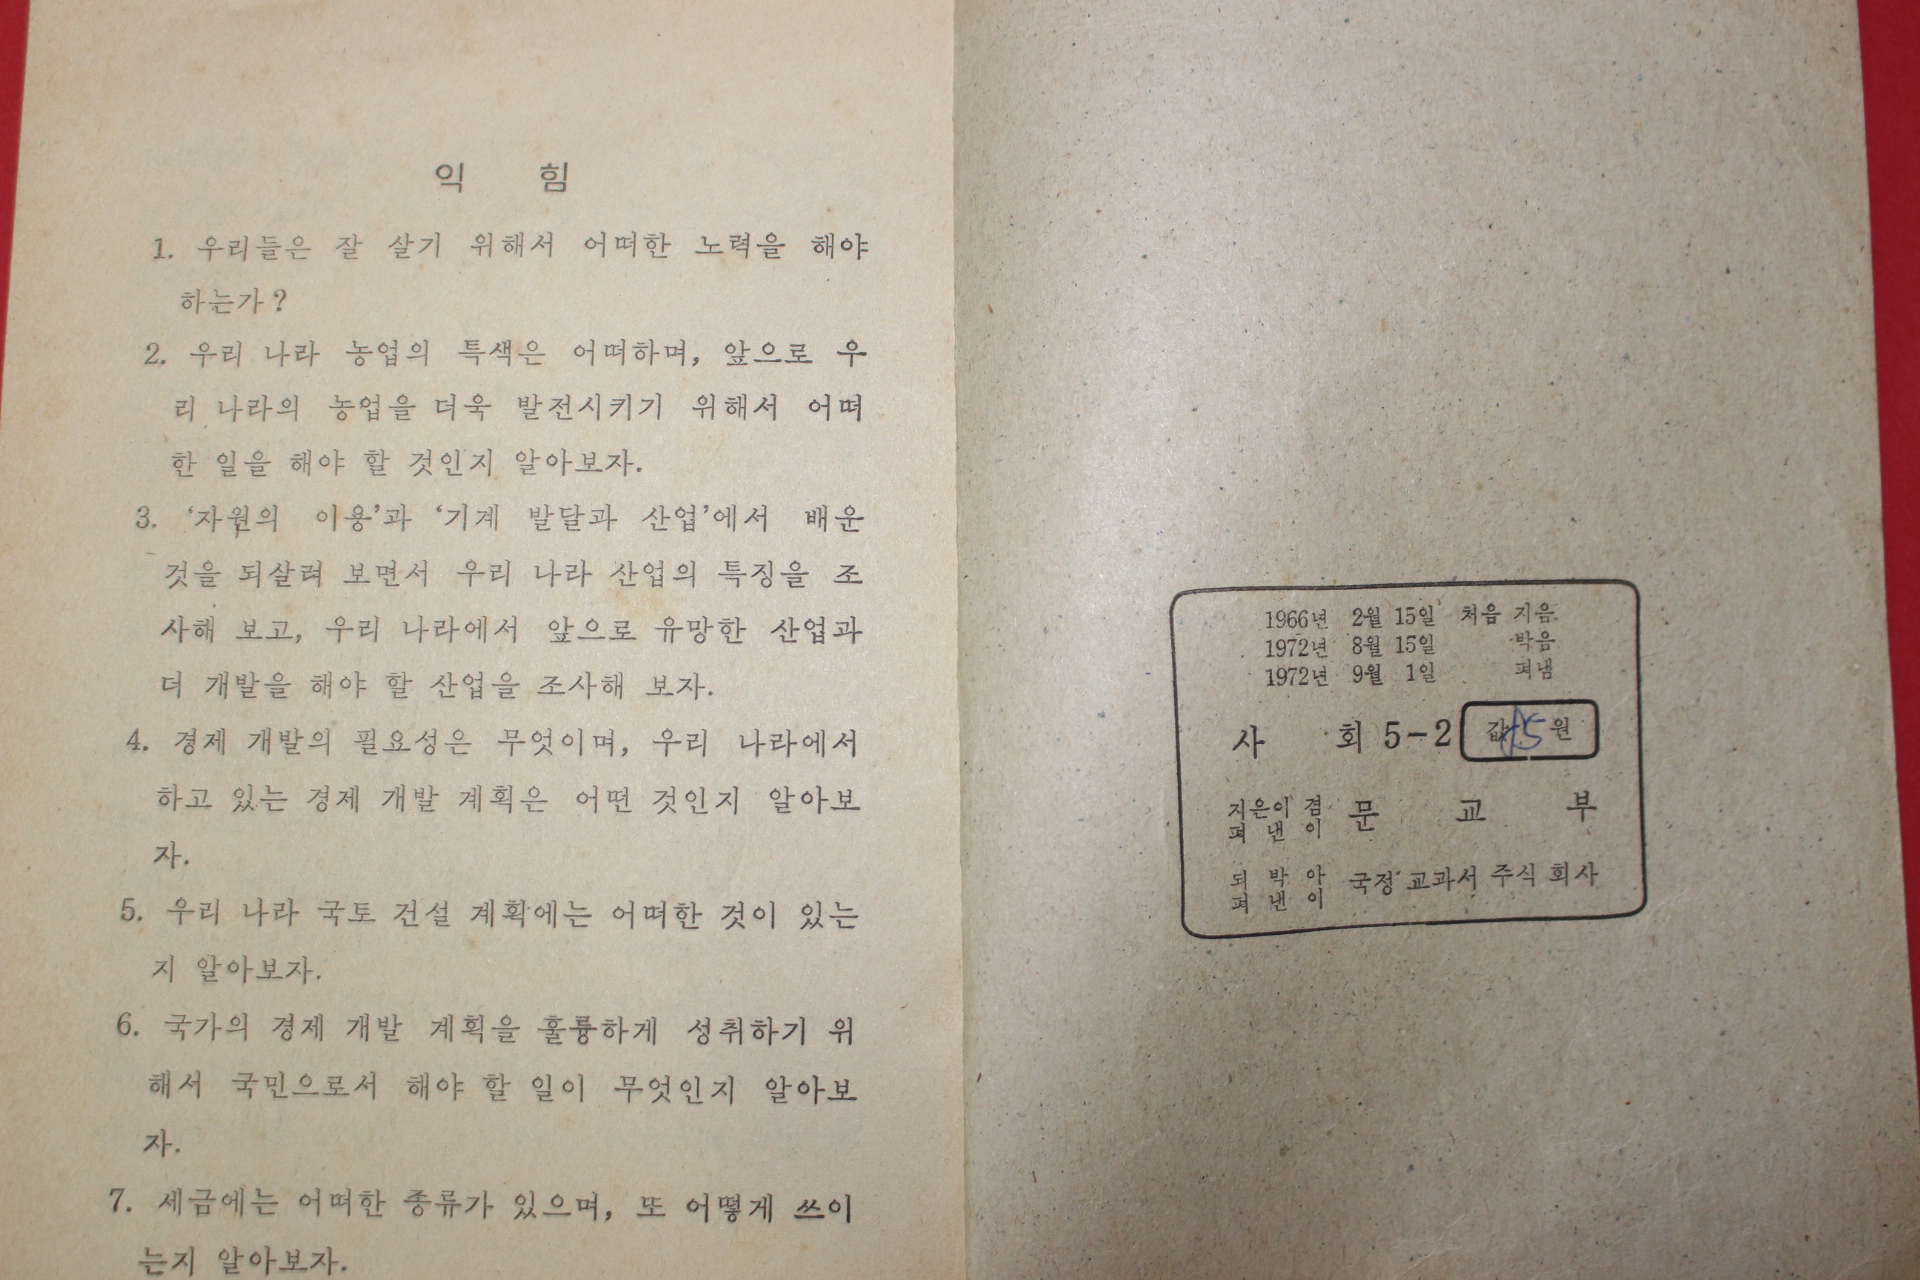 익 힘
1. 우리들은 잘 살기 위해서 어떠한 노력을 해야
하는가?
2. 우리 나라 농업의 특색은 어떠하며, 앞으로 우
리 나라의 농업을 더욱 발전시키기 위해서 어떠
한 일을 해야 할 것인지 알아보자.
3. ‘자원의 이용’과 ‘기계 발달과 산업’에서 배운
것을 되살려 보면서 우리 나라 산업의 특징을 조
사해 보고, 우리 나라에서 앞으로 유망한 산업과
더 개발을 해야 할 산업을 조사해 보자.
4. 경제 개발의 필요성은 무엇이며, 우리 나라에서
하고 있는 경제 개발 계획은 어떤 것인지 알아보
자.
5. 우리 나라 국토 건설 계획에는 어떠한 것이 있는
지 알아보자.
6. 국가의 경제 개발 계획을 훌륭하게 성취하기 위
해서 국민으로서 해야 할 일이 무엇인지 알아보
자.
7. 세금에는 어떠한 종류가 있으며, 또 어떻게 쓰이
는지 알아보자.
1966년 2월 15일 처음 지음
1972년 8월 15일 박음
1972년 9월 1일 펴냄
사 회 5-2 값 원
지은이 겸 펴 낸 이 문 교 부
되 박 아 펴 낸 이 국정 교과서 주식 회사